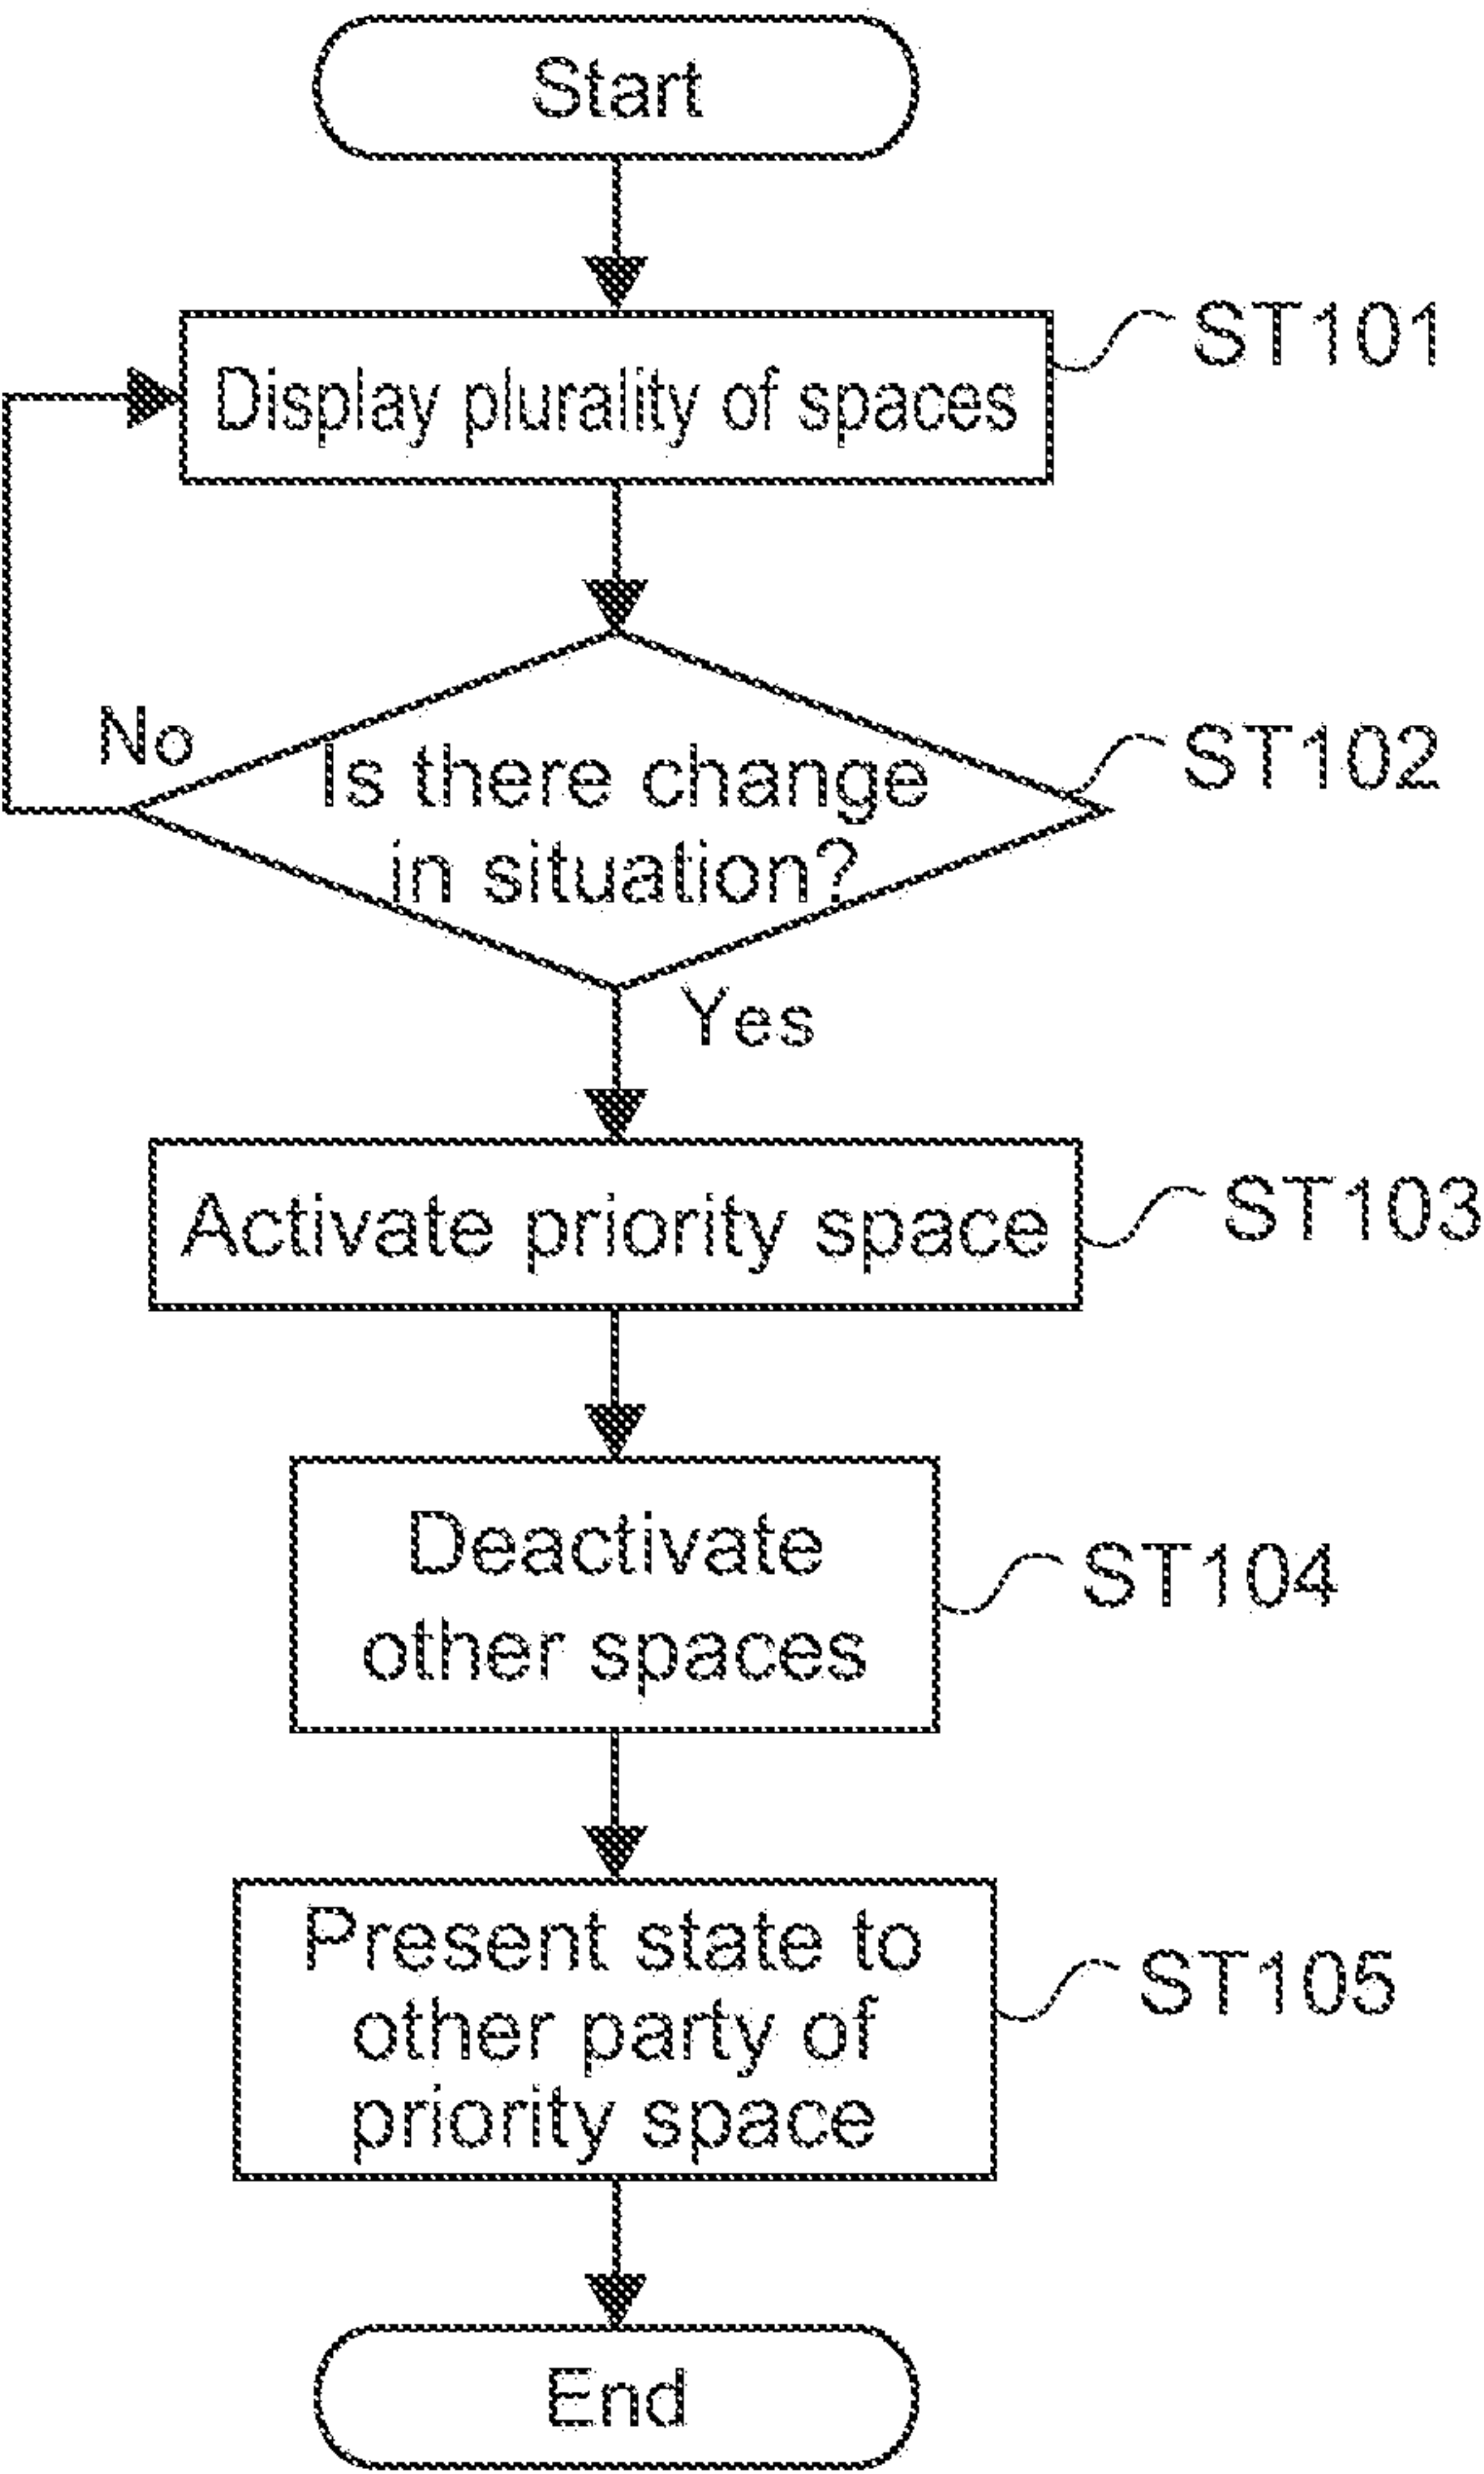 Start
Display plurality of spaces
ST101
No
Is there change
in situation?
ST102
Yes
Activate priority space
ST103
Deactivate
other spaces
ST104
Present state to
other party of
priority space
ST105
End